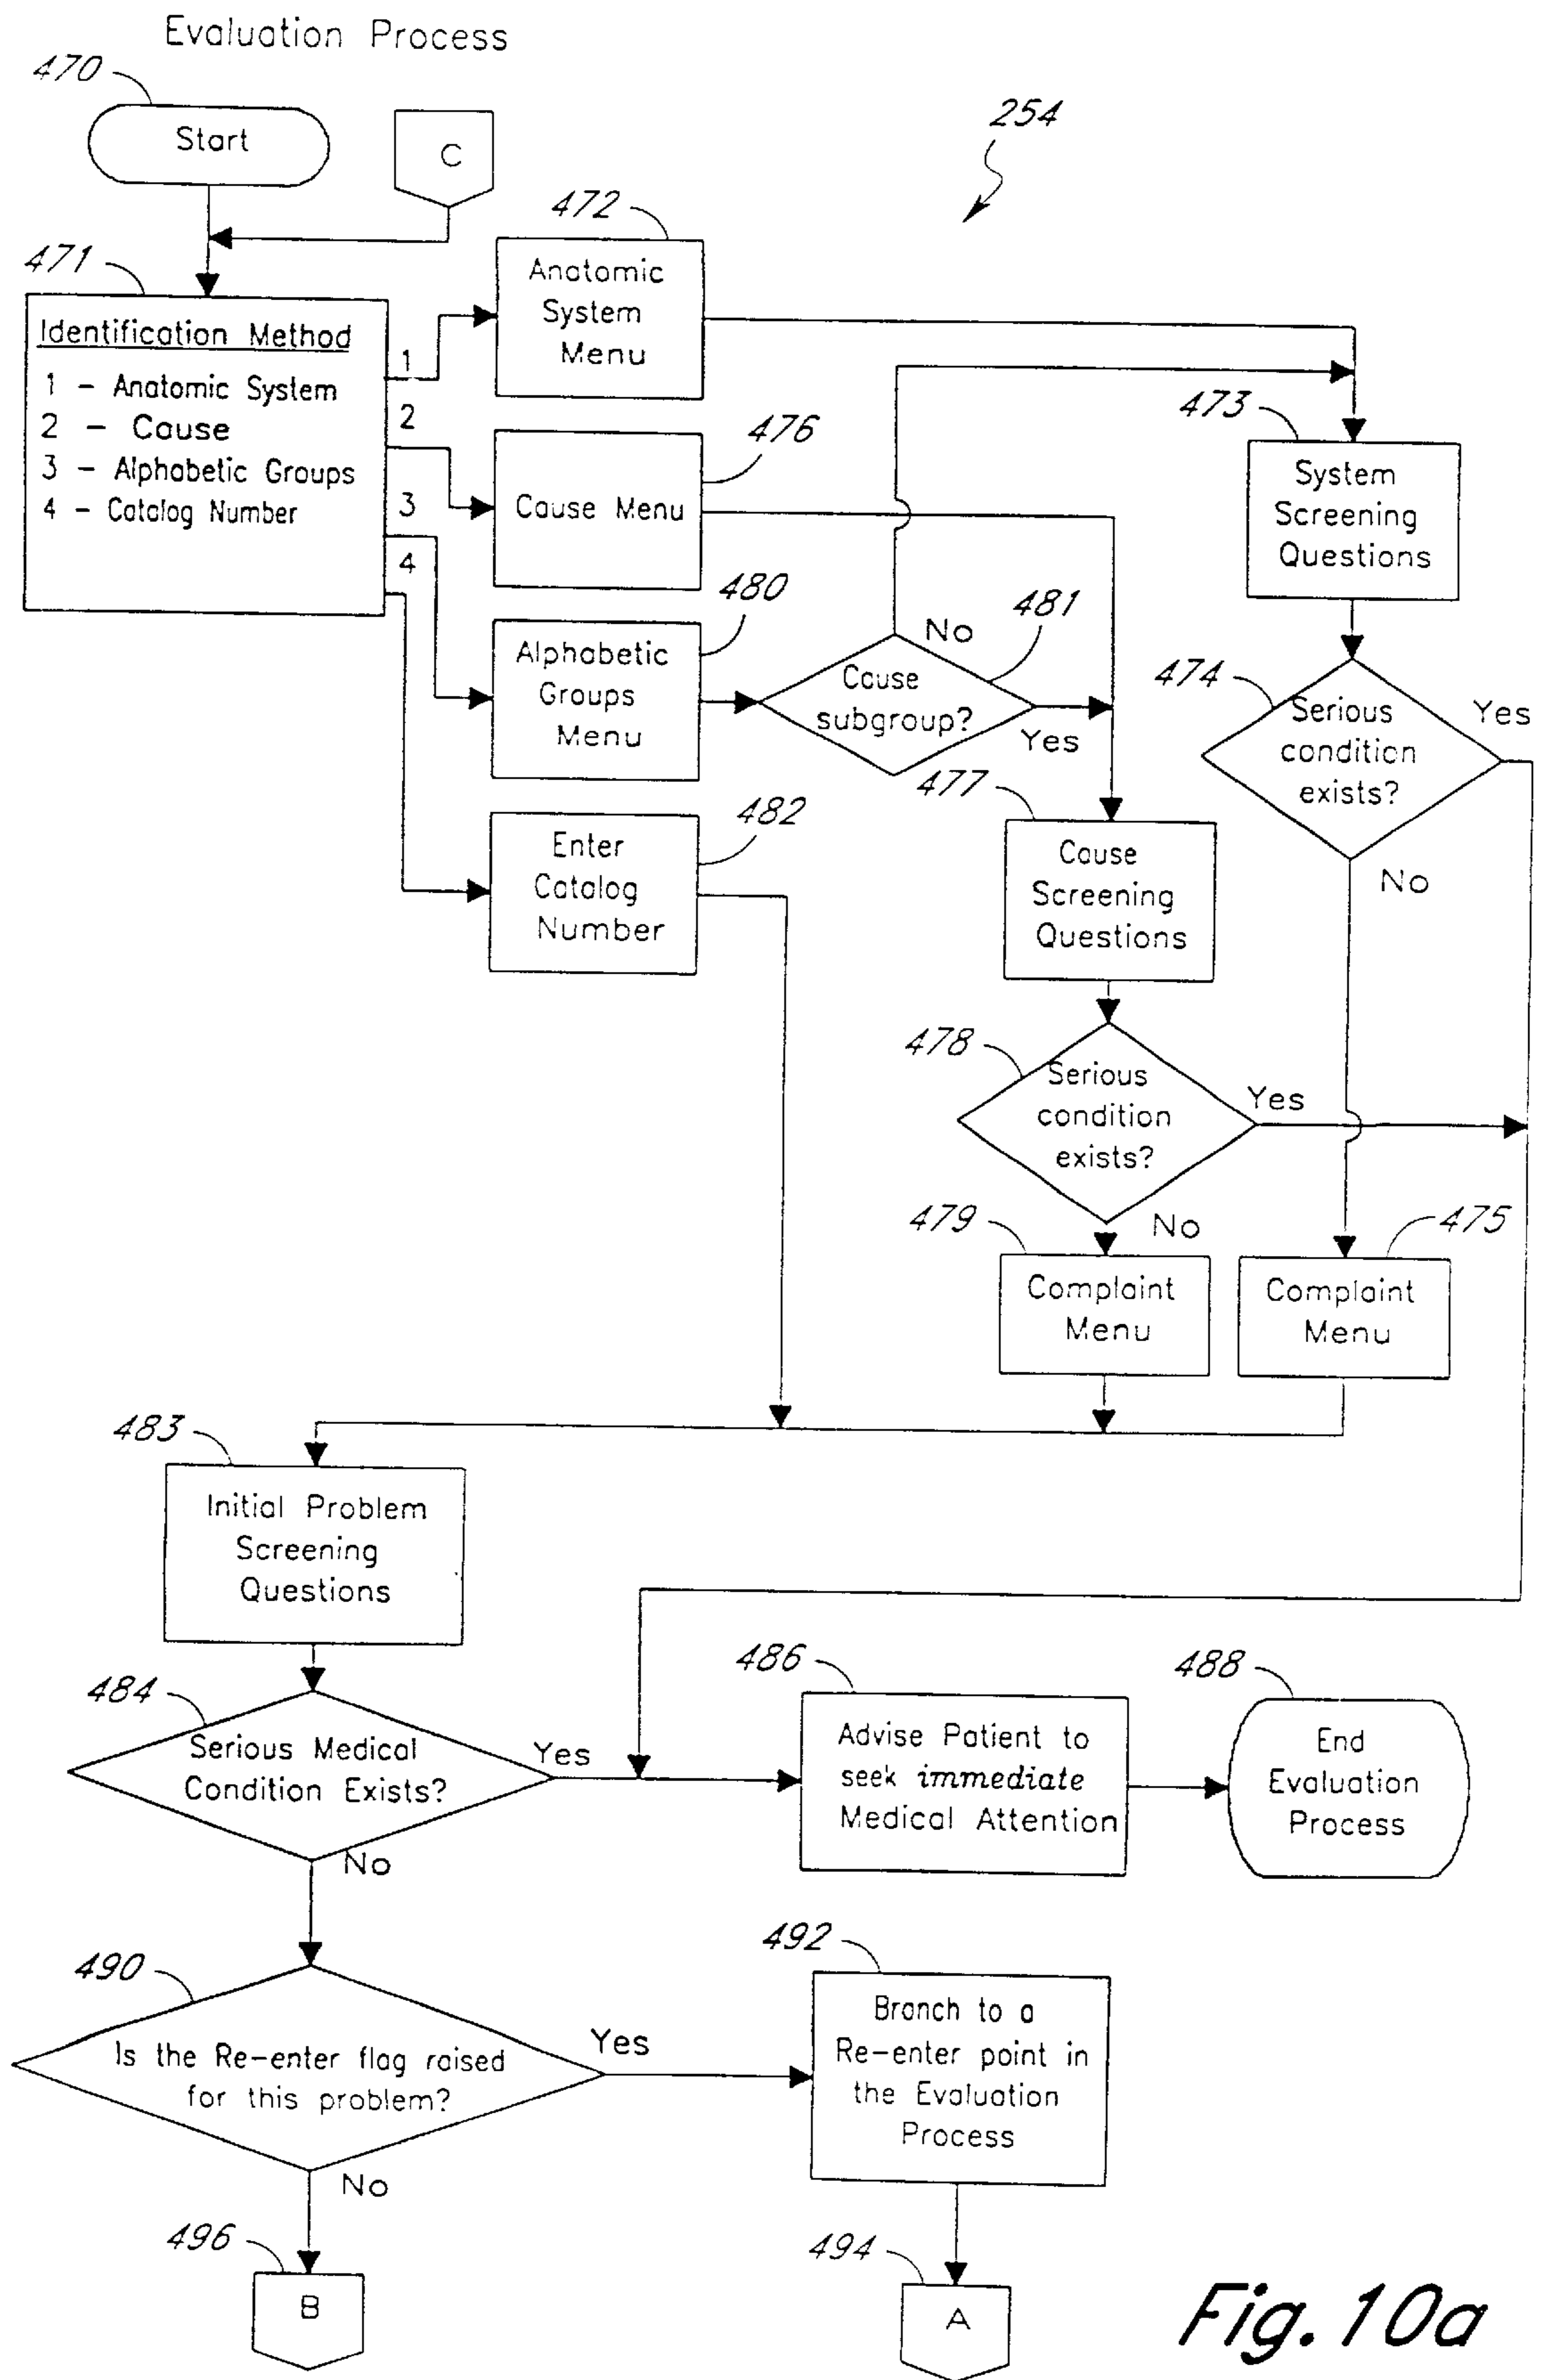 Evaluation Process
470
Start
C
254
472
471
Anatomic
System
Menu
Identification Method
1 - Anatomic System
2 - Cause
3 - Alphabetic Groups
4 - Catalog Number
1
2
3
4
473
System
Screening
Questions
476
Cause Menu
480
Alphabetic
Groups
Menu
481
No
Cause
subgroup?
Yes
474
Serious
condition
exists?
Yes
No
477
Cause
Screening
Questions
482
Enter
Catalog
Number
478
Serious
condition
exists?
Yes
No
479
Complaint
Menu
475
Complaint
Menu
483
Initial Problem
Screening
Questions
484
Serious Medical
Condition Exists?
Yes
No
486
Advise Patient to
seek immediate
Medical Attention
488
End
Evaluation
Process
490
Is the Re-enter flag raised
for this problem?
Yes
No
492
Branch to a
Re-enter point in
the Evaluation
Process
496
B
494
A
Fig. 10a